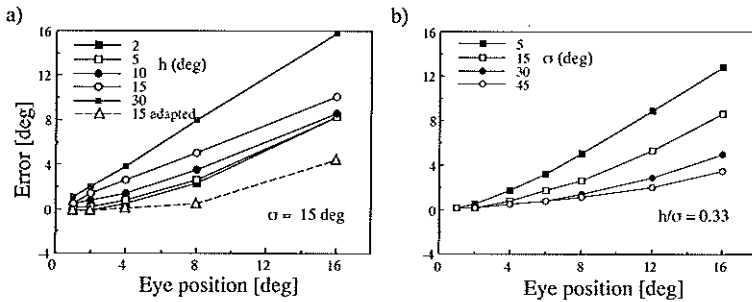 a)
16
12
8
4
0
-4
Error [deg]
2
5
10
15
30
15 adapted
h (deg)
σ = 15 deg
0 4 8 12 16
Eye position [deg]
b)
16
12
8
4
0
-4
5
15
30
45
σ (deg)
h/σ = 0.33
0 4 8 12 16
Eye position [deg]